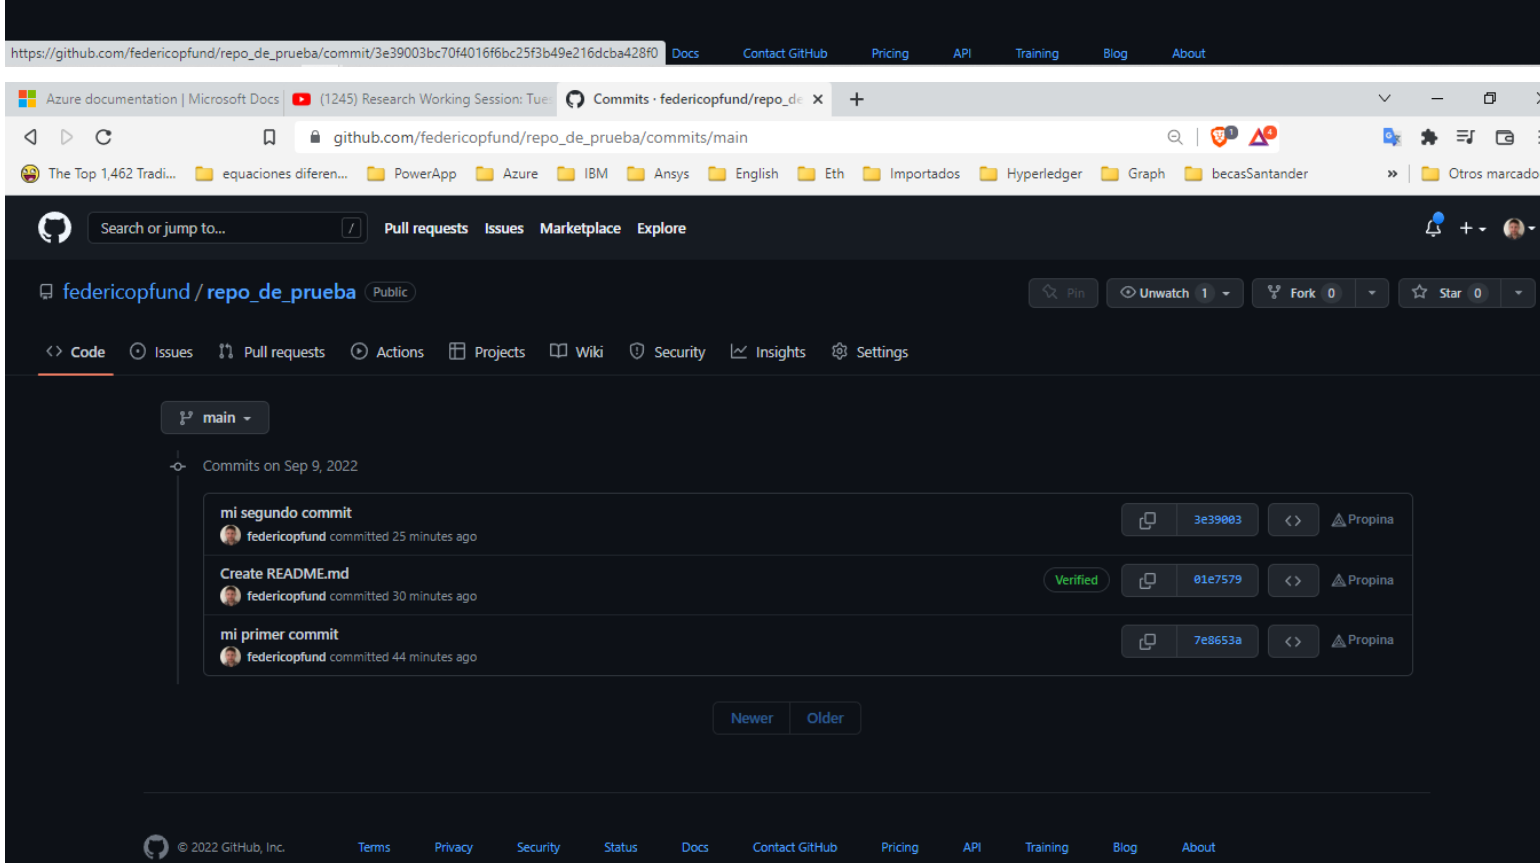 https://github.com/federicopfund/repo_de_prueba/commit/3e39003bc70f4016f6bc25f3b49e216dcba428f0 Docs Contact GitHub Pricing API Training Blog About
Azure documentation | Microsoft Docs (1245) Research Working Session: Tue Commits · federicopfund/repo_de
github.com/federicopfund/repo_de_prueba/commits/main 1 4
The Top 1,462 Tradi... equaciones diferen... PowerApp Azure IBM Ansys English Eth Importados Hyperledger Graph becasSantander » Otros marcado
Search or jump to... / Pull requests Issues Marketplace Explore
federicopfund / repo_de_prueba Public Pin Unwatch 1 Fork 0 Star 0
Code Issues Pull requests Actions Projects Wiki Security Insights Settings
main
Commits on Sep 9, 2022
mi segundo commit
federicopfund committed 25 minutes ago
3e39003 <> Propina
Create README.md
federicopfund committed 30 minutes ago
Verified 01e7579 <> Propina
mi primer commit
federicopfund committed 44 minutes ago
7e8653a <> Propina
Newer Older
© 2022 GitHub, Inc. Terms Privacy Security Status Docs Contact GitHub Pricing API Training Blog About